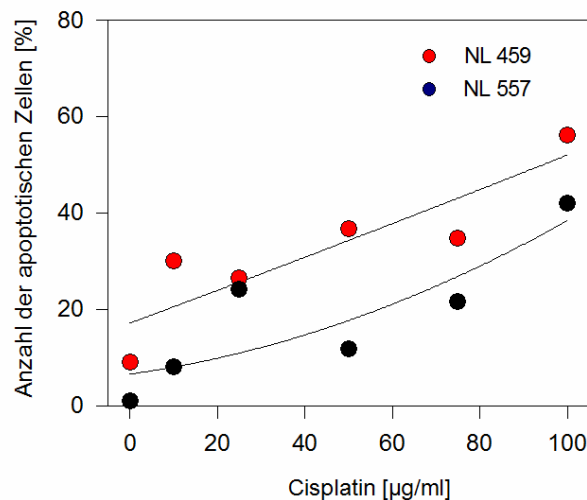 Anzahl der apoptotischen Zellen [%]
80
60
40
20
0
NL 459
NL 557
0 20 40 60 80 100
Cisplatin [µg/ml]